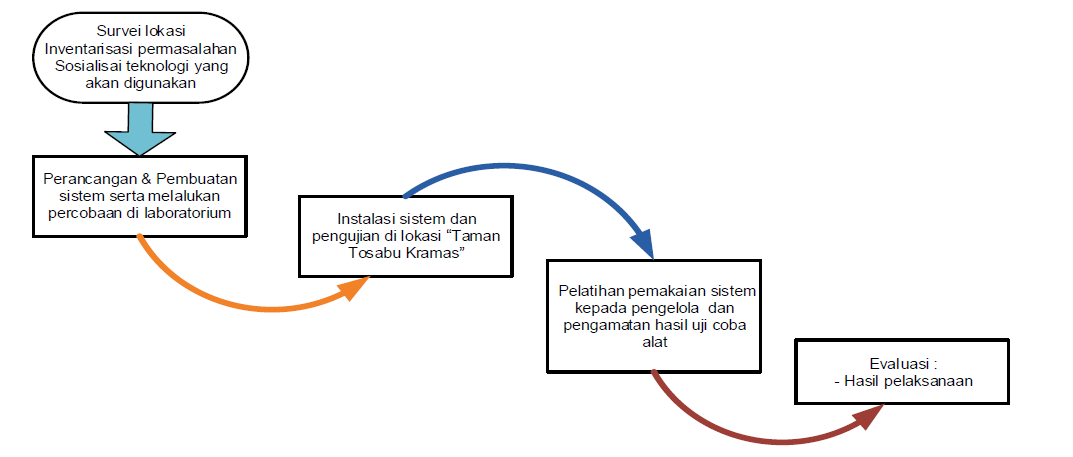 Survei lokasi
Inventarisasi permasalahan
Sosialisai teknologi yang
akan digunakan
Perancangan & Pembuatan
sistem serta melalukan
percobaan di laboratorium
Instalasi sistem dan
pengujian di lokasi “Taman
Tosabu Kramas”
Pelatihan pemakaian sistem
kepada pengelola dan
pengamatan hasil uji coba
alat
Evaluasi :
- Hasil pelaksanaan